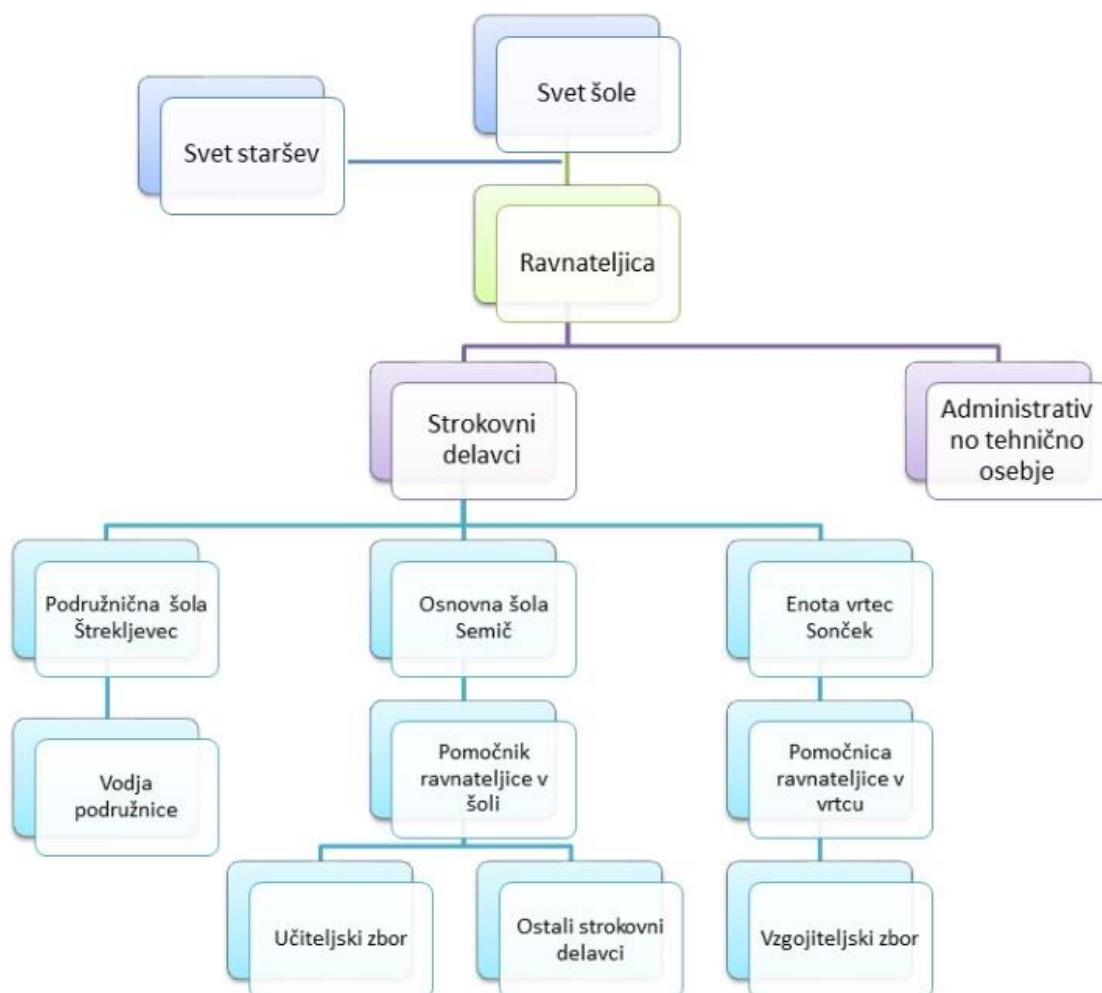 Svet šole
Svet staršev
Ravnateljica
Strokovni
delavci
Administrativ
no tehnično
osebje
Podružnična šola
Štrekljevec
Osnovna šola
Semič
Enota vrtec
Sonček
Vodja
podružnice
Pomočnik
ravnateljice v
šoli
Pomočnica
ravnateljice v
vrtcu
Učiteljski zbor
Ostali strokovni
delavci
Vzgojiteljski zbor